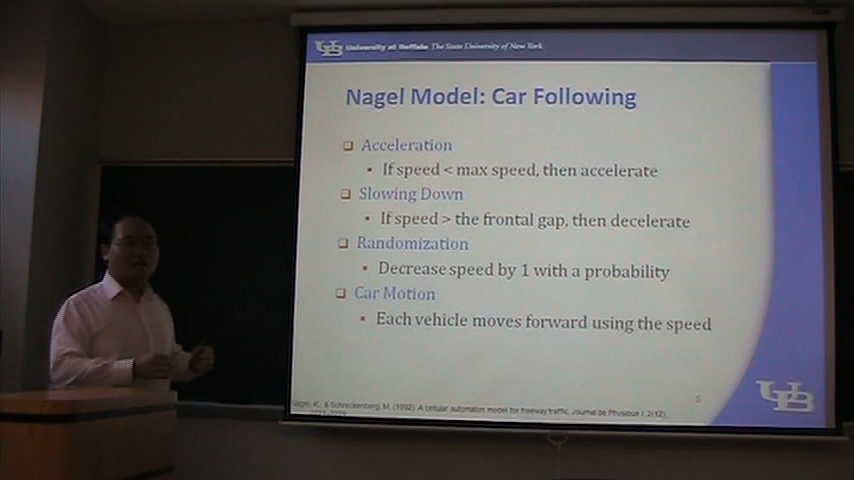 UB University at Buffalo The State University of New York
Nagel Model: Car Following
Acceleration
If speed < max speed, then accelerate
Slowing Down
If speed > the frontal gap, then decelerate
Randomization
Decrease speed by 1 with a probability
Car Motion
Each vehicle moves forward using the speed
Nagel, K., & Schreckenberg, M. (1992). A cellular automaton model for freeway traffic. Journal de Physique I, 2(12),
UB